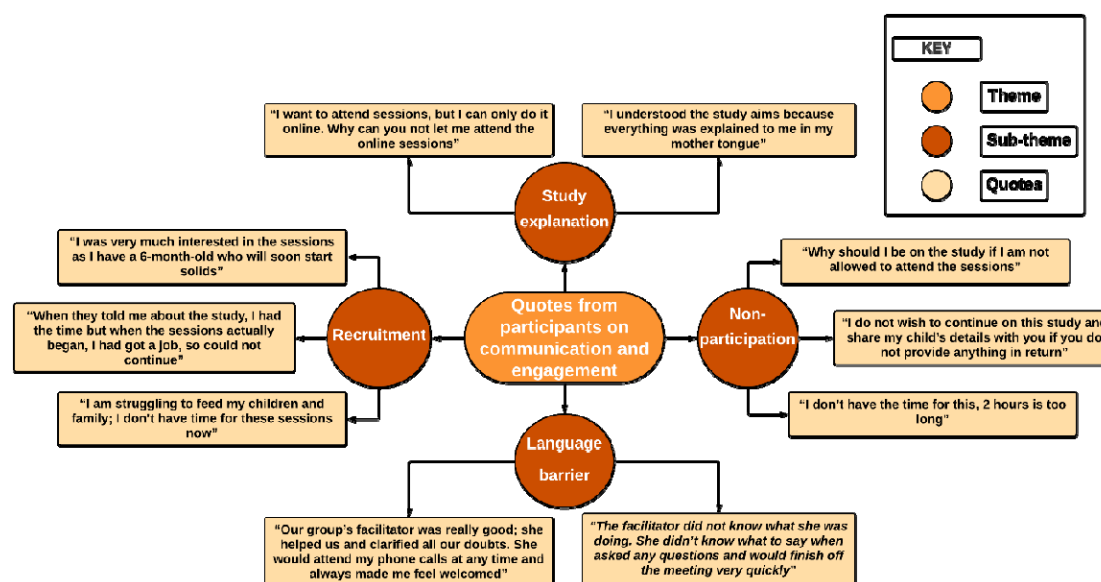 KEY
Theme
Sub-theme
Quotes
“I want to attend sessions, but I can only do it
online. Why can you not let me attend the
online sessions”
“I understood the study aims because
everything was explained to me in my
mother tongue”
Study
explanation
“I was very much interested in the sessions
as I have a 6-month-old who will soon start
solids”
“When they told me about the study, I had
the time but when the sessions actually
began, I had got a job, so could not
continue”
“I am struggling to feed my children and
family; I don’t have time for these sessions
now”
Recruitment
Quotes from
participants on
communication and
engagement
Non-
participation
“Why should I be on the study if I am not
allowed to attend the sessions”
“I do not wish to continue on this study and
share my child’s details with you if you do
not provide anything in return”
“I don’t have the time for this, 2 hours is too
long”
Language
barrier
“Our group’s facilitator was really good; she
helped us and clarified all our doubts. She
would attend my phone calls at any time and
always made me feel welcomed”
“The facilitator did not know what she was
doing. She didn’t know what to say when
asked any questions and would finish off
the meeting very quickly”